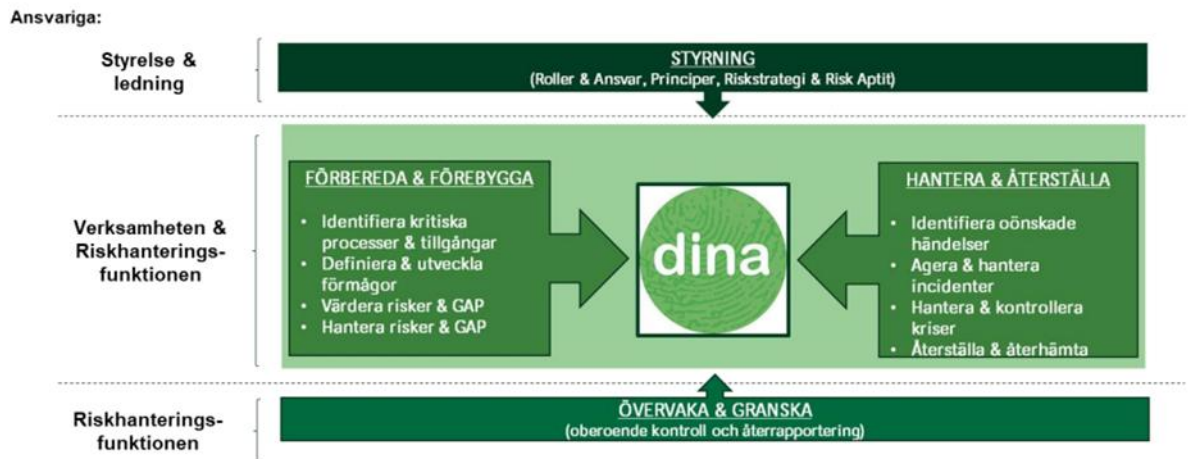 Ansvariga:
Styrelse &
ledning
STYRNING
(Roller & Ansvar, Principer, Riskstrategi & Risk Aptit)
Verksamheten &
Riskhanterings-
funktionen
FÖRBEREDA & FÖREBYGGA
• Identifiera kritiska
processer & tillgångar
• Definiera & utveckla
förmågor
• Värdera risker & GAP
• Hantera risker & GAP
dina
HANTERA & ÅTERSTÄLLA
• Identifiera oönskade
händelser
• Agera & hantera
incidenter
• Hantera & kontrollera
kriser
• Återställa & återhämta
Riskhanterings-
funktionen
ÖVERVAKA & GRANSKA
(oberoende kontroll och återrapportering)